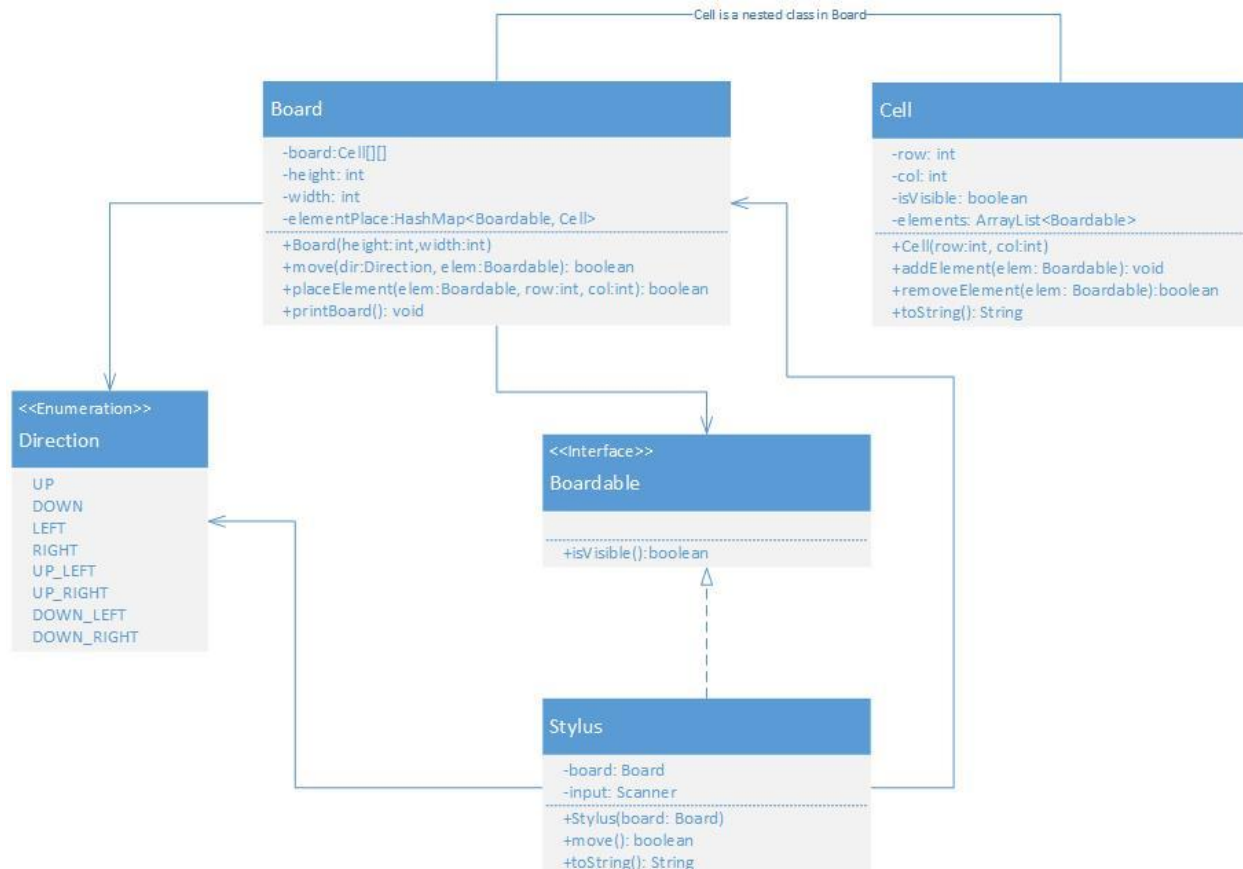 Cell is a nested class in Board
Board
-board:Cell[][]
-height: int
-width: int
-elementPlace:HashMap<Boardable, Cell>
+Board(height:int,width:int)
+move(dir:Direction, elem:Boardable): boolean
+placeElement(elem:Boardable, row:int, col:int): boolean
+printBoard(): void
Cell
-row: int
-col: int
-isVisible: boolean
-elements: ArrayList<Boardable>
+Cell(row:int, col:int)
+addElement(elem: Boardable): void
+removeElement(elem: Boardable):boolean
+toString(): String
<<Enumeration>>
Direction
UP
DOWN
LEFT
RIGHT
UP_LEFT
UP_RIGHT
DOWN_LEFT
DOWN_RIGHT
<<Interface>>
Boardable
+isVisible():boolean
Stylus
-board: Board
-input: Scanner
+Stylus(board: Board)
+move(): boolean
+toString(): String